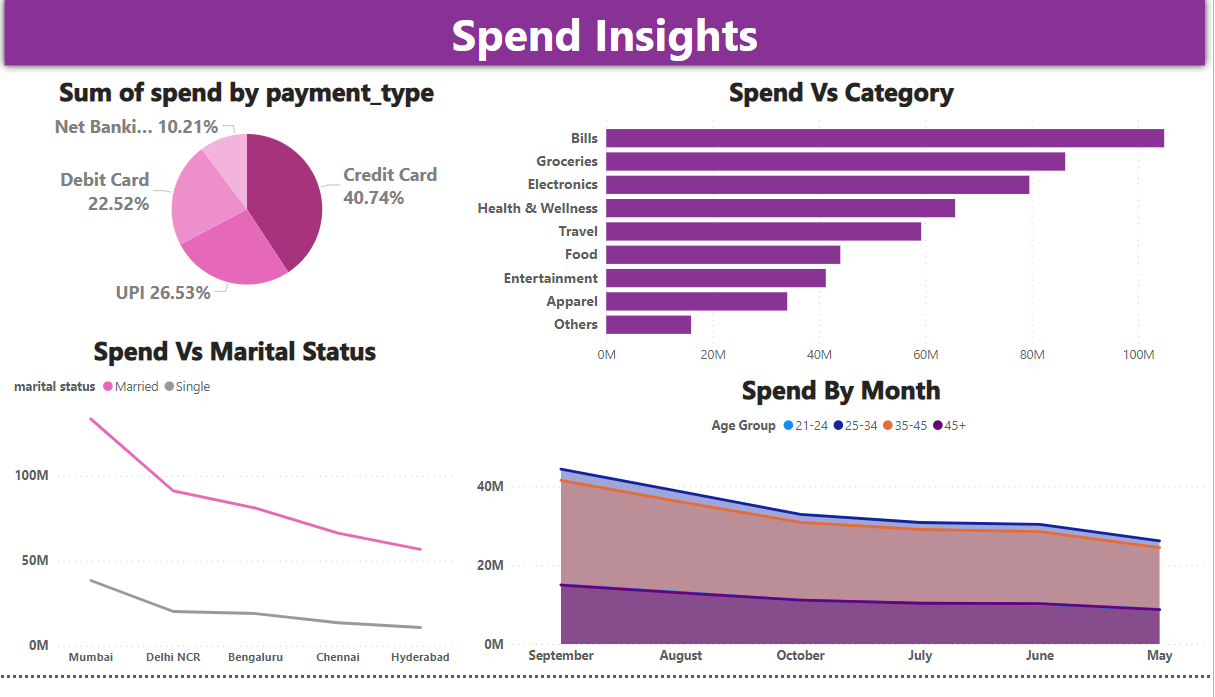 Spend Insights
Sum of spend by payment_type
Net Banki... 10.21%
Debit Card
22.52%
Credit Card
40.74%
UPI 26.53%
Spend Vs Category
Bills
Groceries
Electronics
Health & Wellness
Travel
Food
Entertainment
Apparel
Others
0M 20M 40M 60M 80M 100M
Spend Vs Marital Status
marital status Married Single
100M
50M
0M
Mumbai Delhi NCR Bengaluru Chennai Hyderabad
Spend By Month
Age Group 21-24 25-34 35-45 45+
40M
20M
0M
September August October July June May